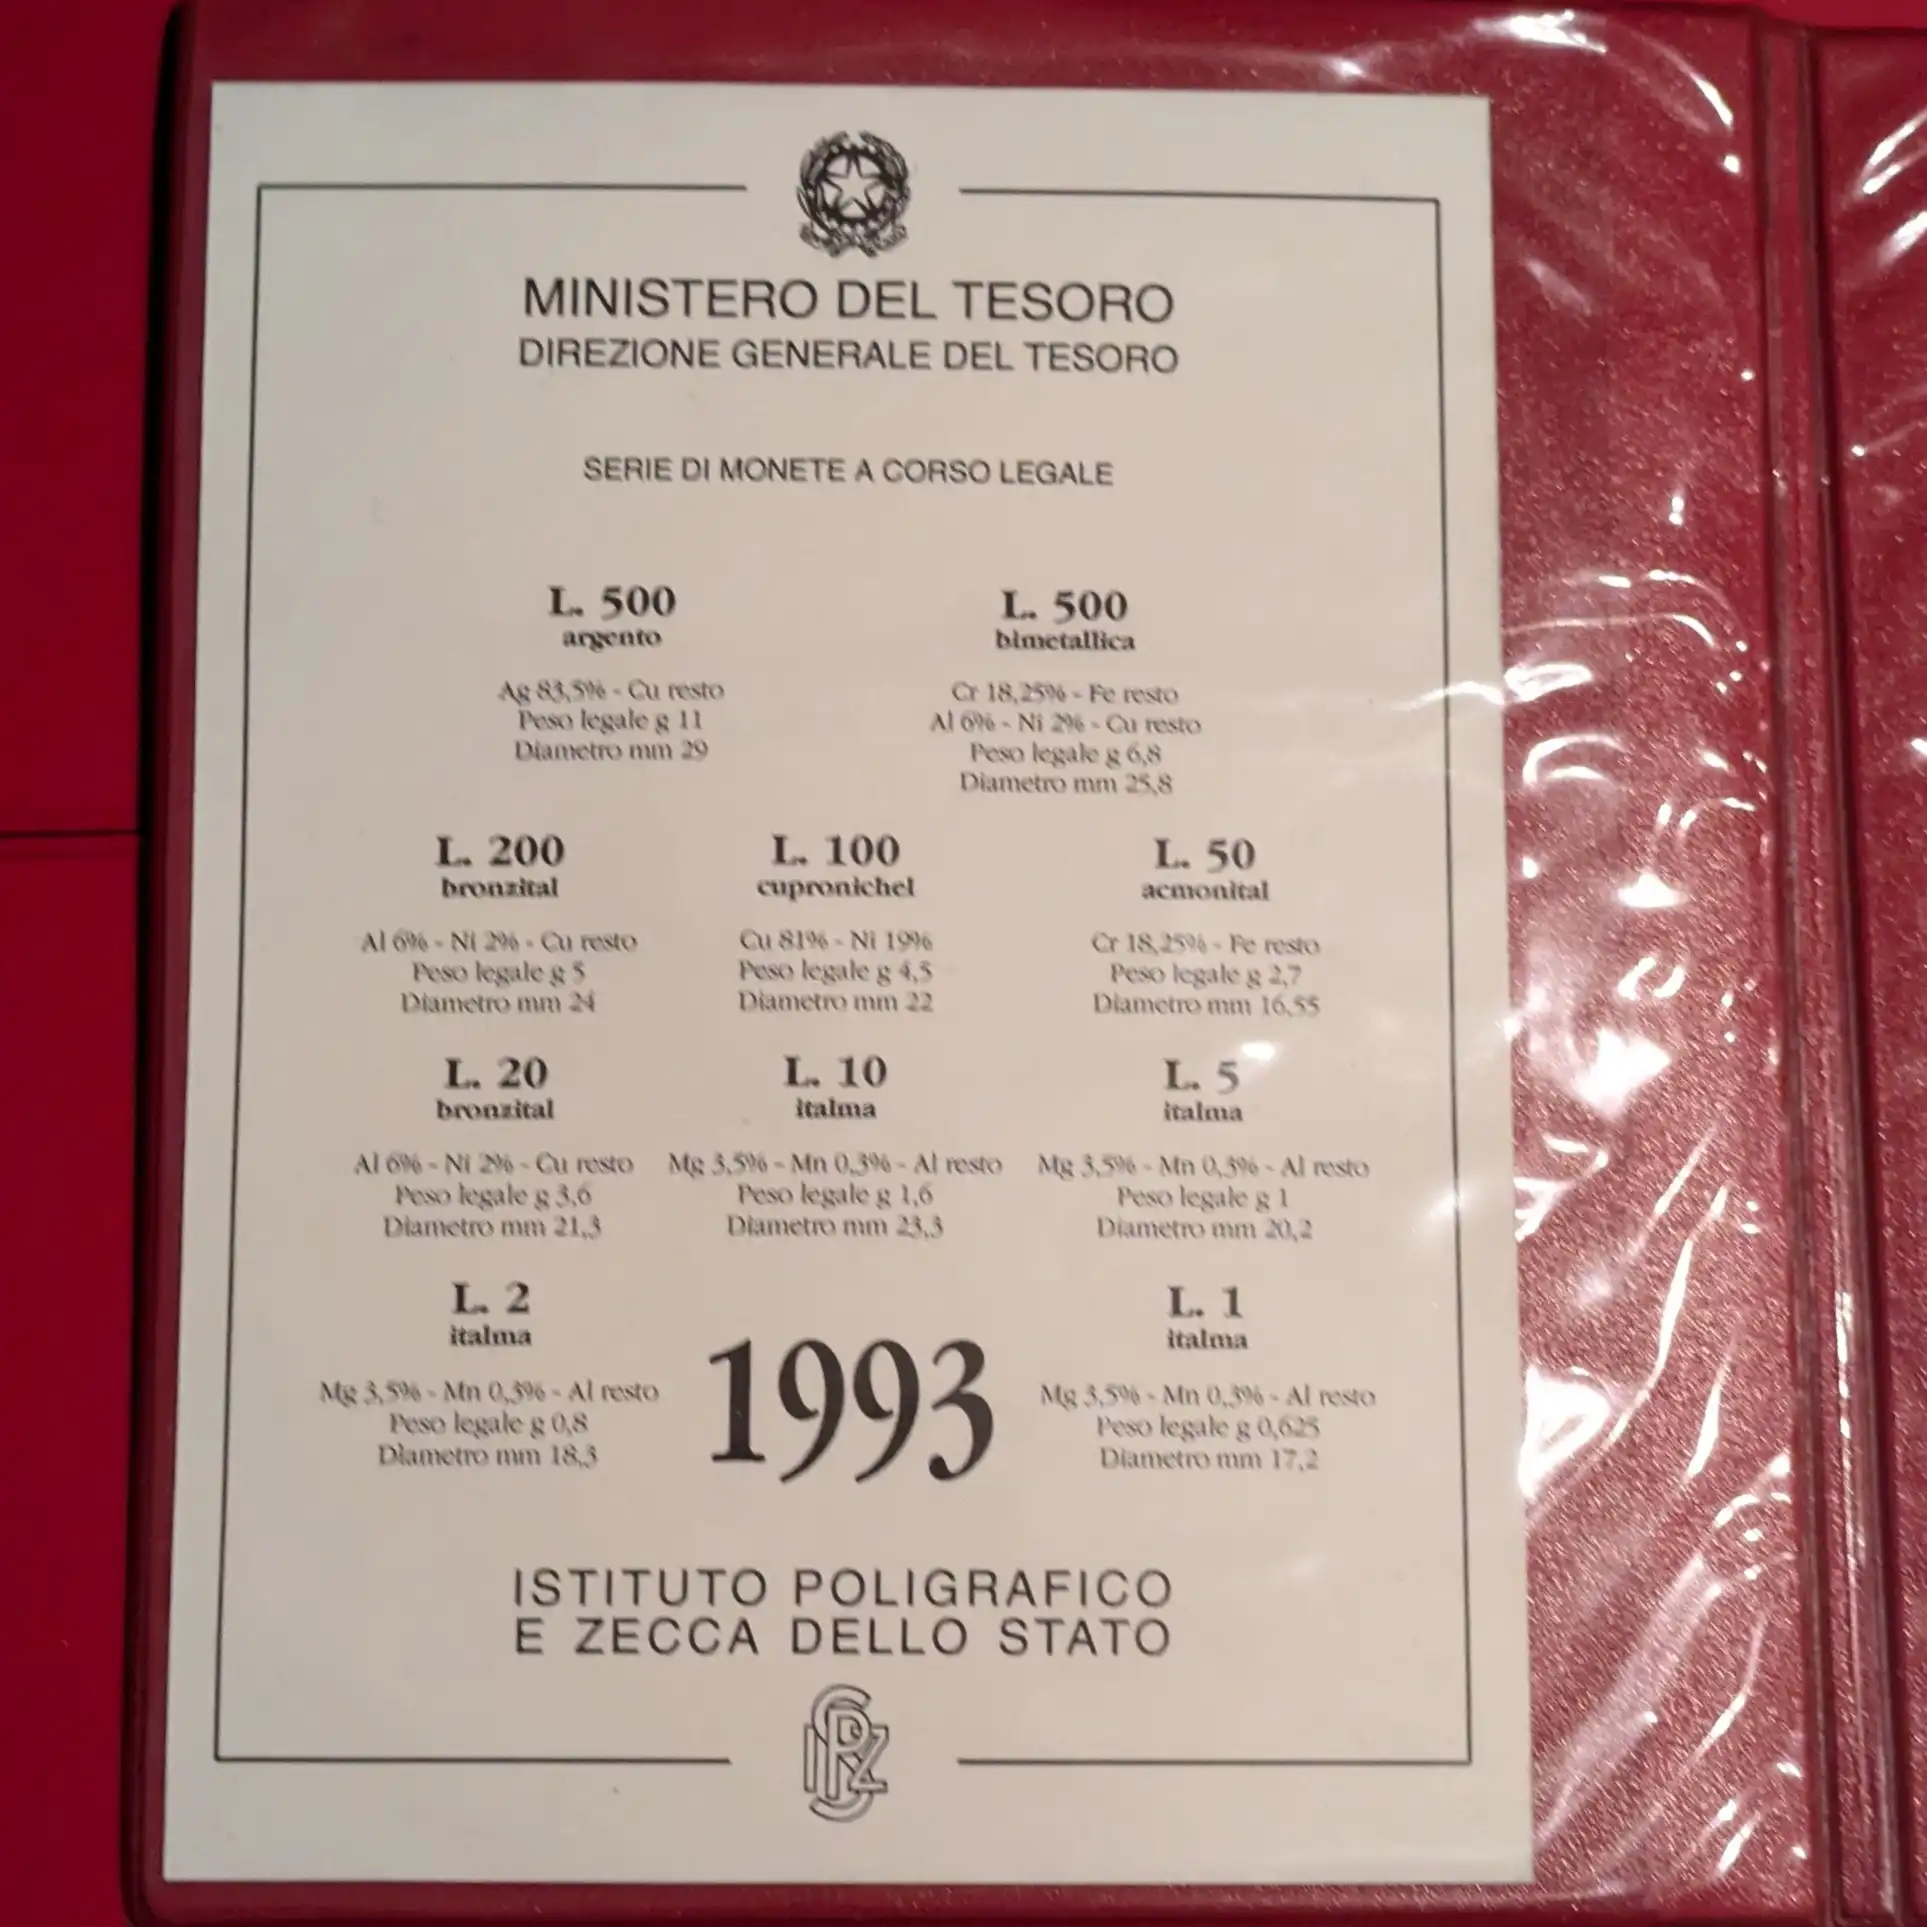 MINISTERO DEL TESORO
DIREZIONE GENERALE DEL TESORO
SERIE DI MONETE A CORSO LEGALE
L. 500
argento
Ag 83,5% - Cu resto
Peso legale g 11
Diametro mm 29
L. 500
bimetallica
Cr 18,25% - Fe resto
Al 6% - Ni 2% - Cu resto
Peso legale g 6,8
Diametro mm 25,8
L. 200
bronzital
Al 6% - Ni 2% - Cu resto
Peso legale g 5
Diametro mm 24
L. 100
cupronichel
Cu 81% - Ni 19%
Peso legale g 4,5
Diametro mm 22
L. 50
acmonital
Cr 18,25% - Fe resto
Peso legale g 2,7
Diametro mm 16,55
L. 20
bronzital
Al 6% - Ni 2% - Cu resto
Peso legale g 3,6
Diametro mm 21,3
L. 10
italma
Mg 3,5% - Mn 0,3% - Al resto
Peso legale g 1,6
Diametro mm 23,3
L. 5
italma
Mg 3,5% - Mn 0,3% - Al resto
Peso legale g 1
Diametro mm 20,2
L. 2
italma
Mg 3,5% - Mn 0,3% - Al resto
Peso legale g 0,8
Diametro mm 18,3
1993
L. 1
italma
Mg 3,5% - Mn 0,3% - Al resto
Peso legale g 0,625
Diametro mm 17,2
ISTITUTO POLIGRAFICO
E ZECCA DELLO STATO